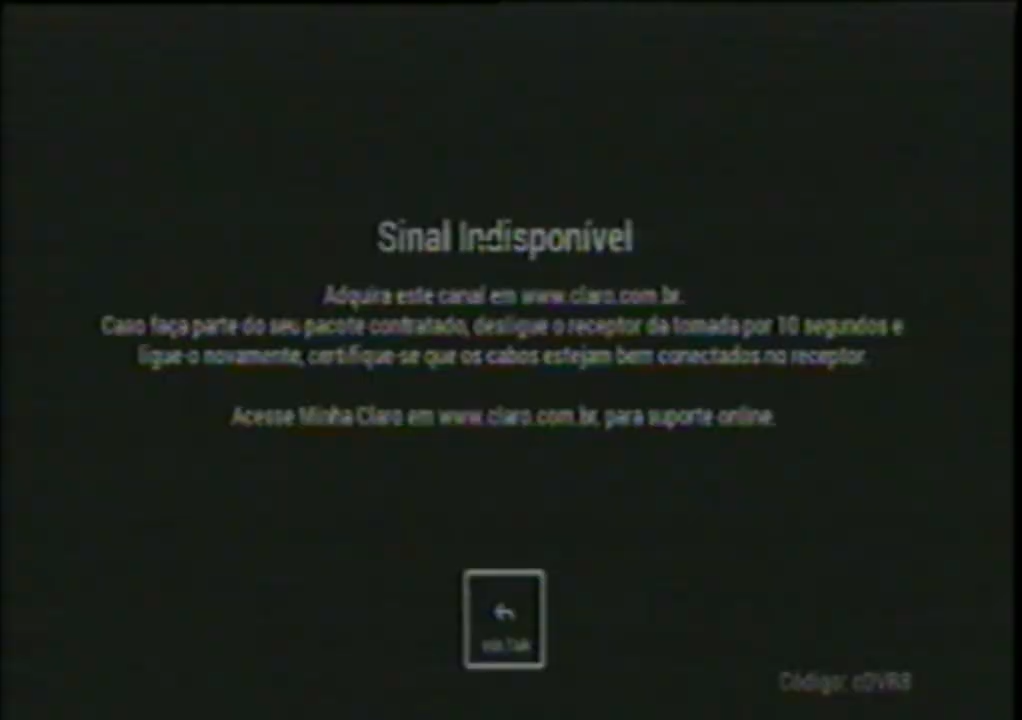 Sinal Indisponível
Adquira este canal em www.claro.com.br.
Caso faça parte do seu pacote contratado, desligue o receptor da tomada por 10 segundos e
ligue-o novamente, certifique-se que os cabos estejam bem conectados no receptor.
Acesse Minha Claro em www.claro.com.br, para suporte online.
Código: